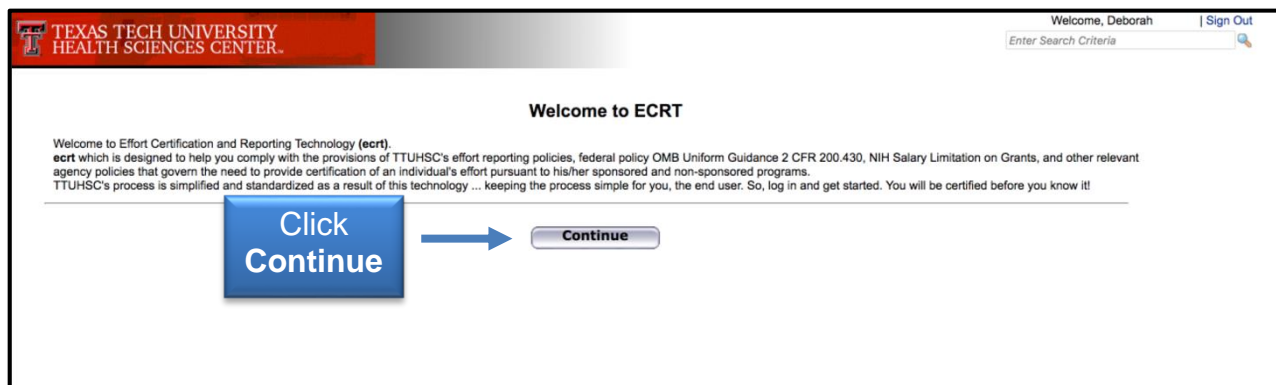 TEXAS TECH UNIVERSITY
HEALTH SCIENCES CENTER™
Welcome, Deborah | Sign Out
Enter Search Criteria
Welcome to ECRT
Welcome to Effort Certification and Reporting Technology (ecrt).
ecrt which is designed to help you comply with the provisions of TTUHSC's effort reporting policies, federal policy OMB Uniform Guidance 2 CFR 200.430, NIH Salary Limitation on Grants, and other relevant
agency policies that govern the need to provide certification of an individual's effort pursuant to his/her sponsored and non-sponsored programs.
TTUHSC's process is simplified and standardized as a result of this technology ... keeping the process simple for you, the end user. So, log in and get started. You will be certified before you know it!
Click
Continue
Continue